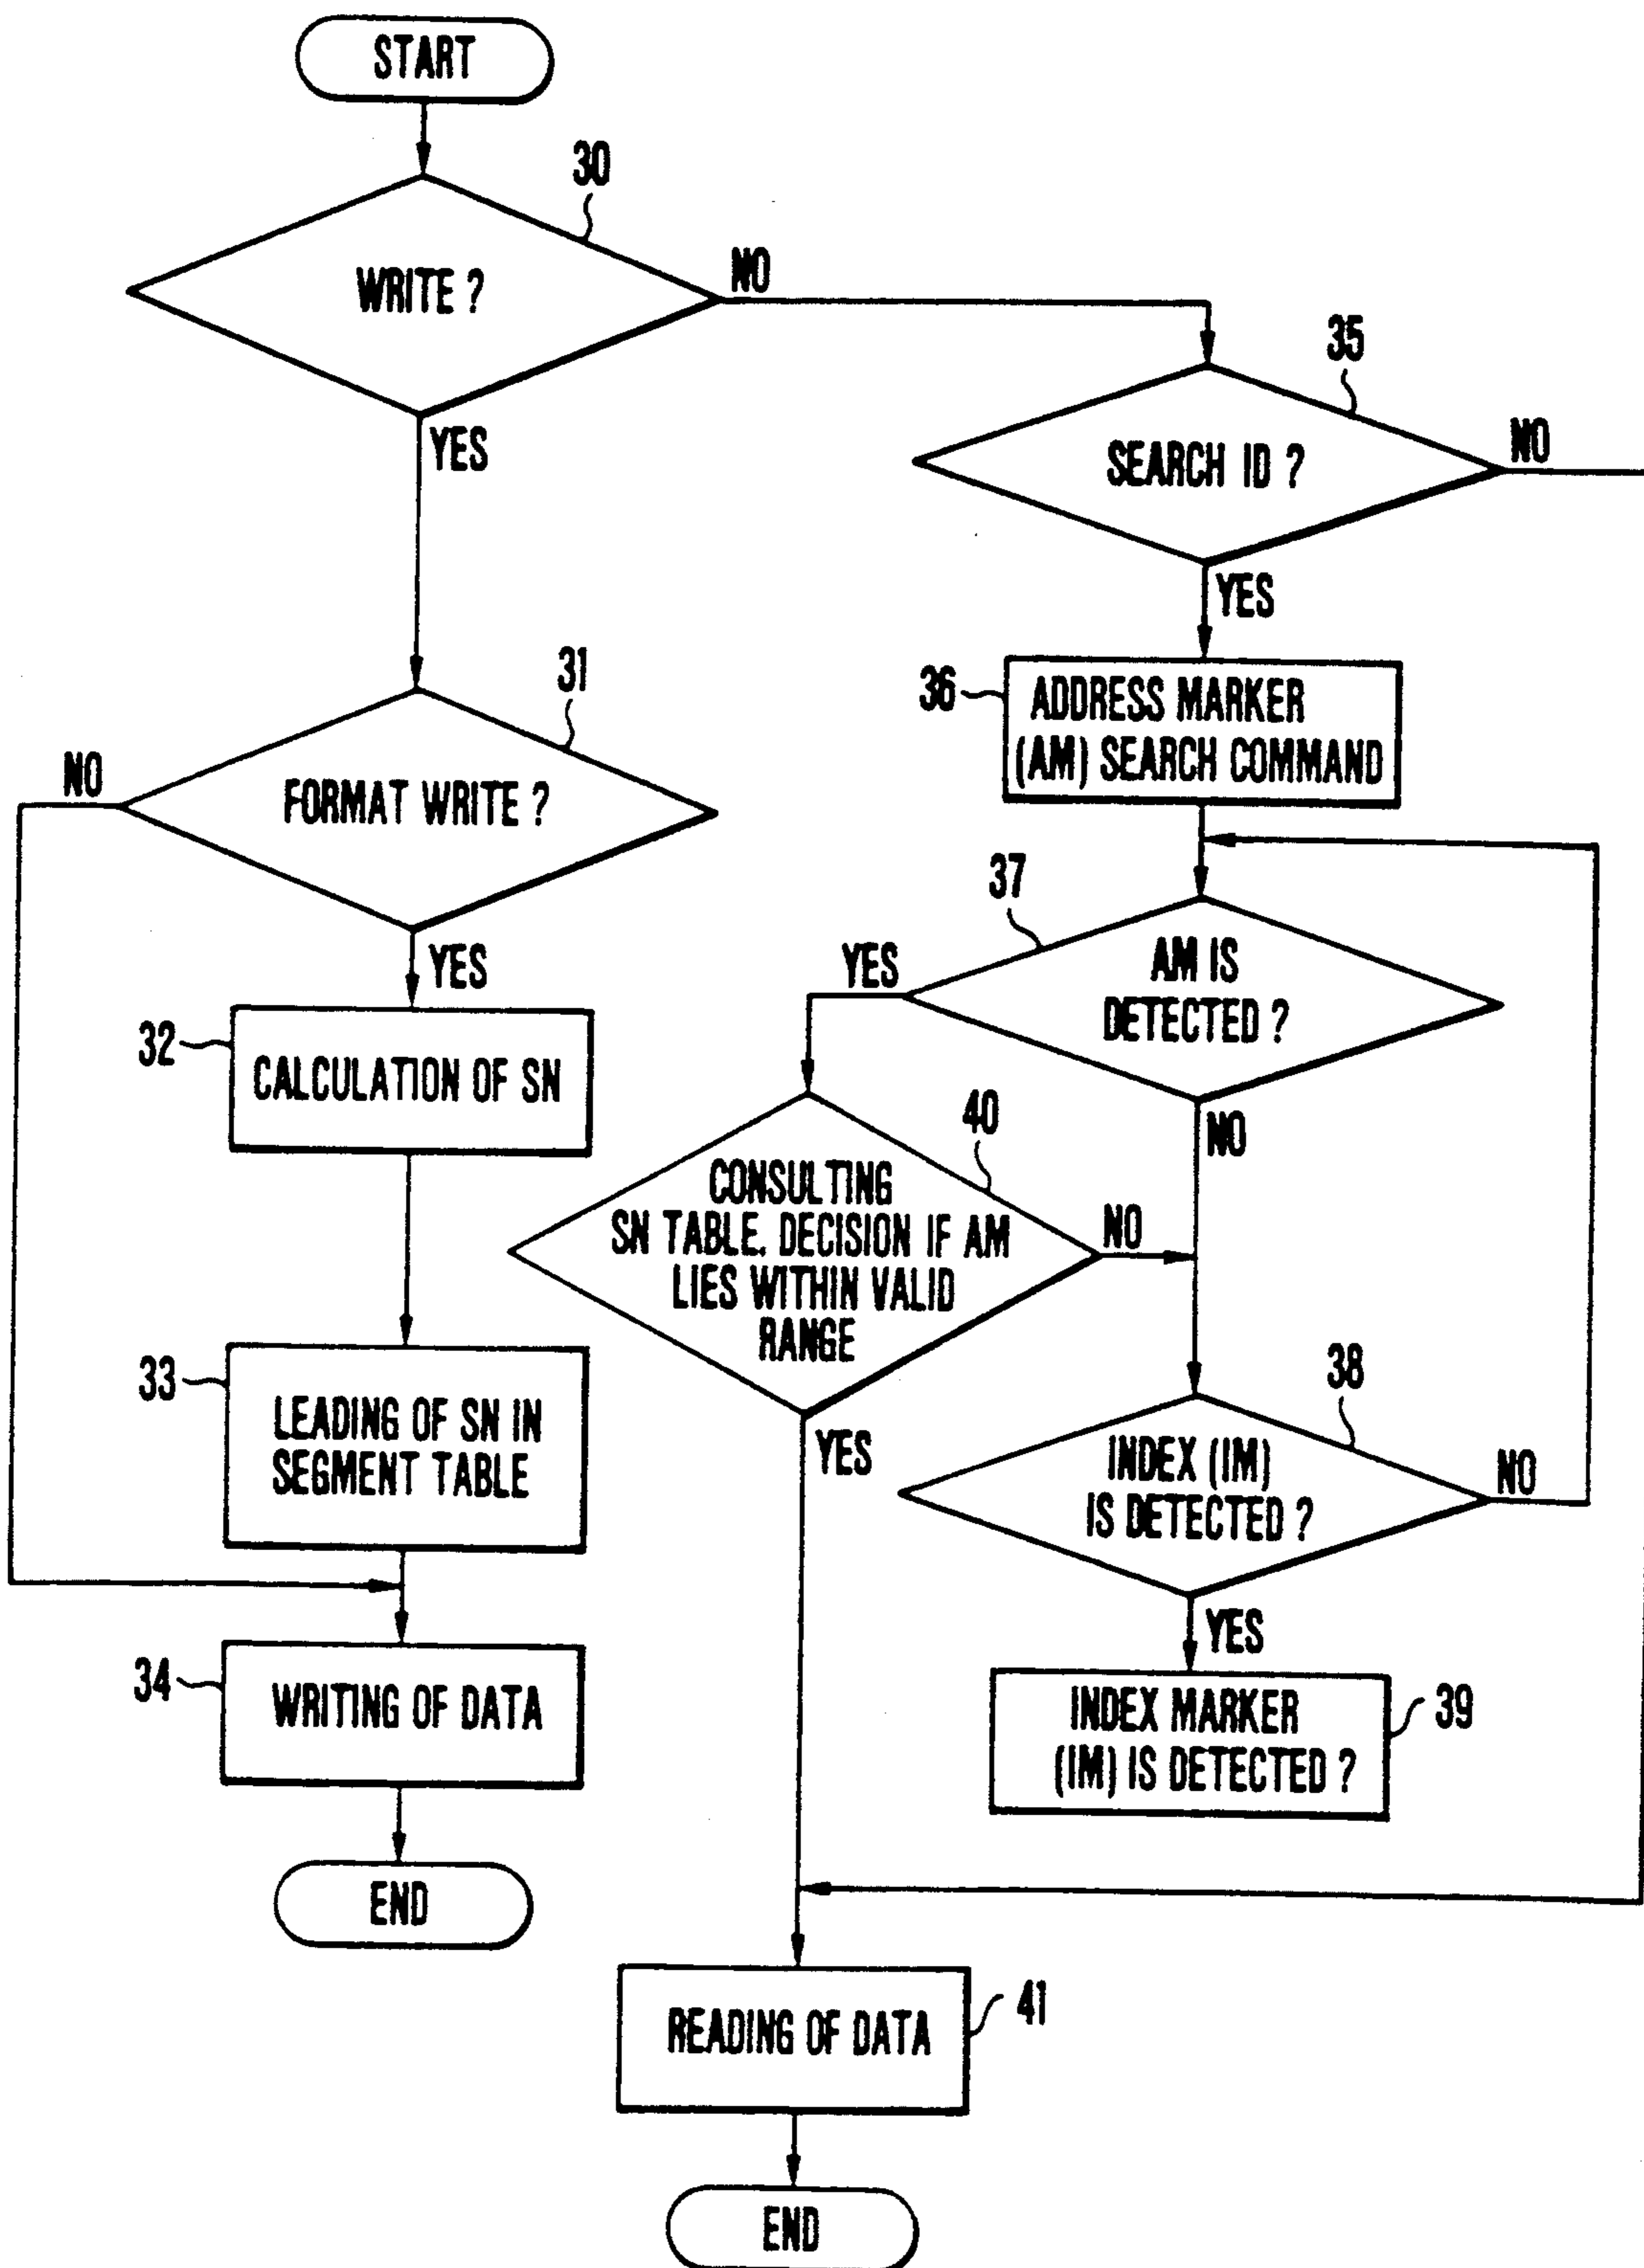 START
30
WRITE ?
NO
YES
35
SEARCH ID ?
NO
YES
31
FORMAT WRITE ?
NO
YES
36
ADDRESS MARKER
(AM) SEARCH COMMAND
37
AM IS
DETECTED ?
YES
NO
32
CALCULATION OF SN
40
CONSULTING
SN TABLE. DECISION IF AM
LIES WITHIN VALID
RANGE
NO
YES
33
LEADING OF SN IN
SEGMENT TABLE
38
INDEX (IM)
IS DETECTED ?
NO
YES
34
WRITING OF DATA
39
INDEX MARKER
(IM) IS DETECTED ?
END
41
READING OF DATA
END